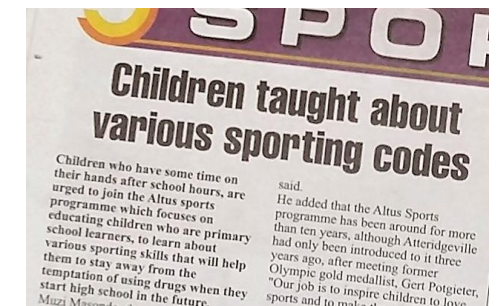 SPO
Children taught about
various sporting codes
Children who have some time on
their hands after school hours, are
urged to join the Altus sports
programme which focuses on
educating children who are primary
school learners, to learn about
various sporting skills that will help
them to stay away from the
temptation of using drugs when they
start high school in the future.
Muzi
said.
He added that the Altus Sports
programme has been around for more
than ten years, although Atteridgeville
had only been introduced to it three
years ago, after meeting former
Olympic gold medallist, Gert Potgieter,
"Our job is to inspire children to love
sports and to make